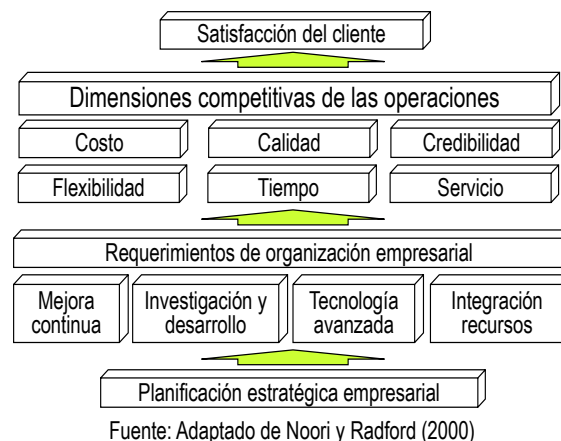 Satisfacción del cliente
Dimensiones competitivas de las operaciones
Costo
Calidad
Credibilidad
Flexibilidad
Tiempo
Servicio
Requerimientos de organización empresarial
Mejora
continua
Investigación y
desarrollo
Tecnología
avanzada
Integración
recursos
Planificación estratégica empresarial
Fuente: Adaptado de Noori y Radford (2000)